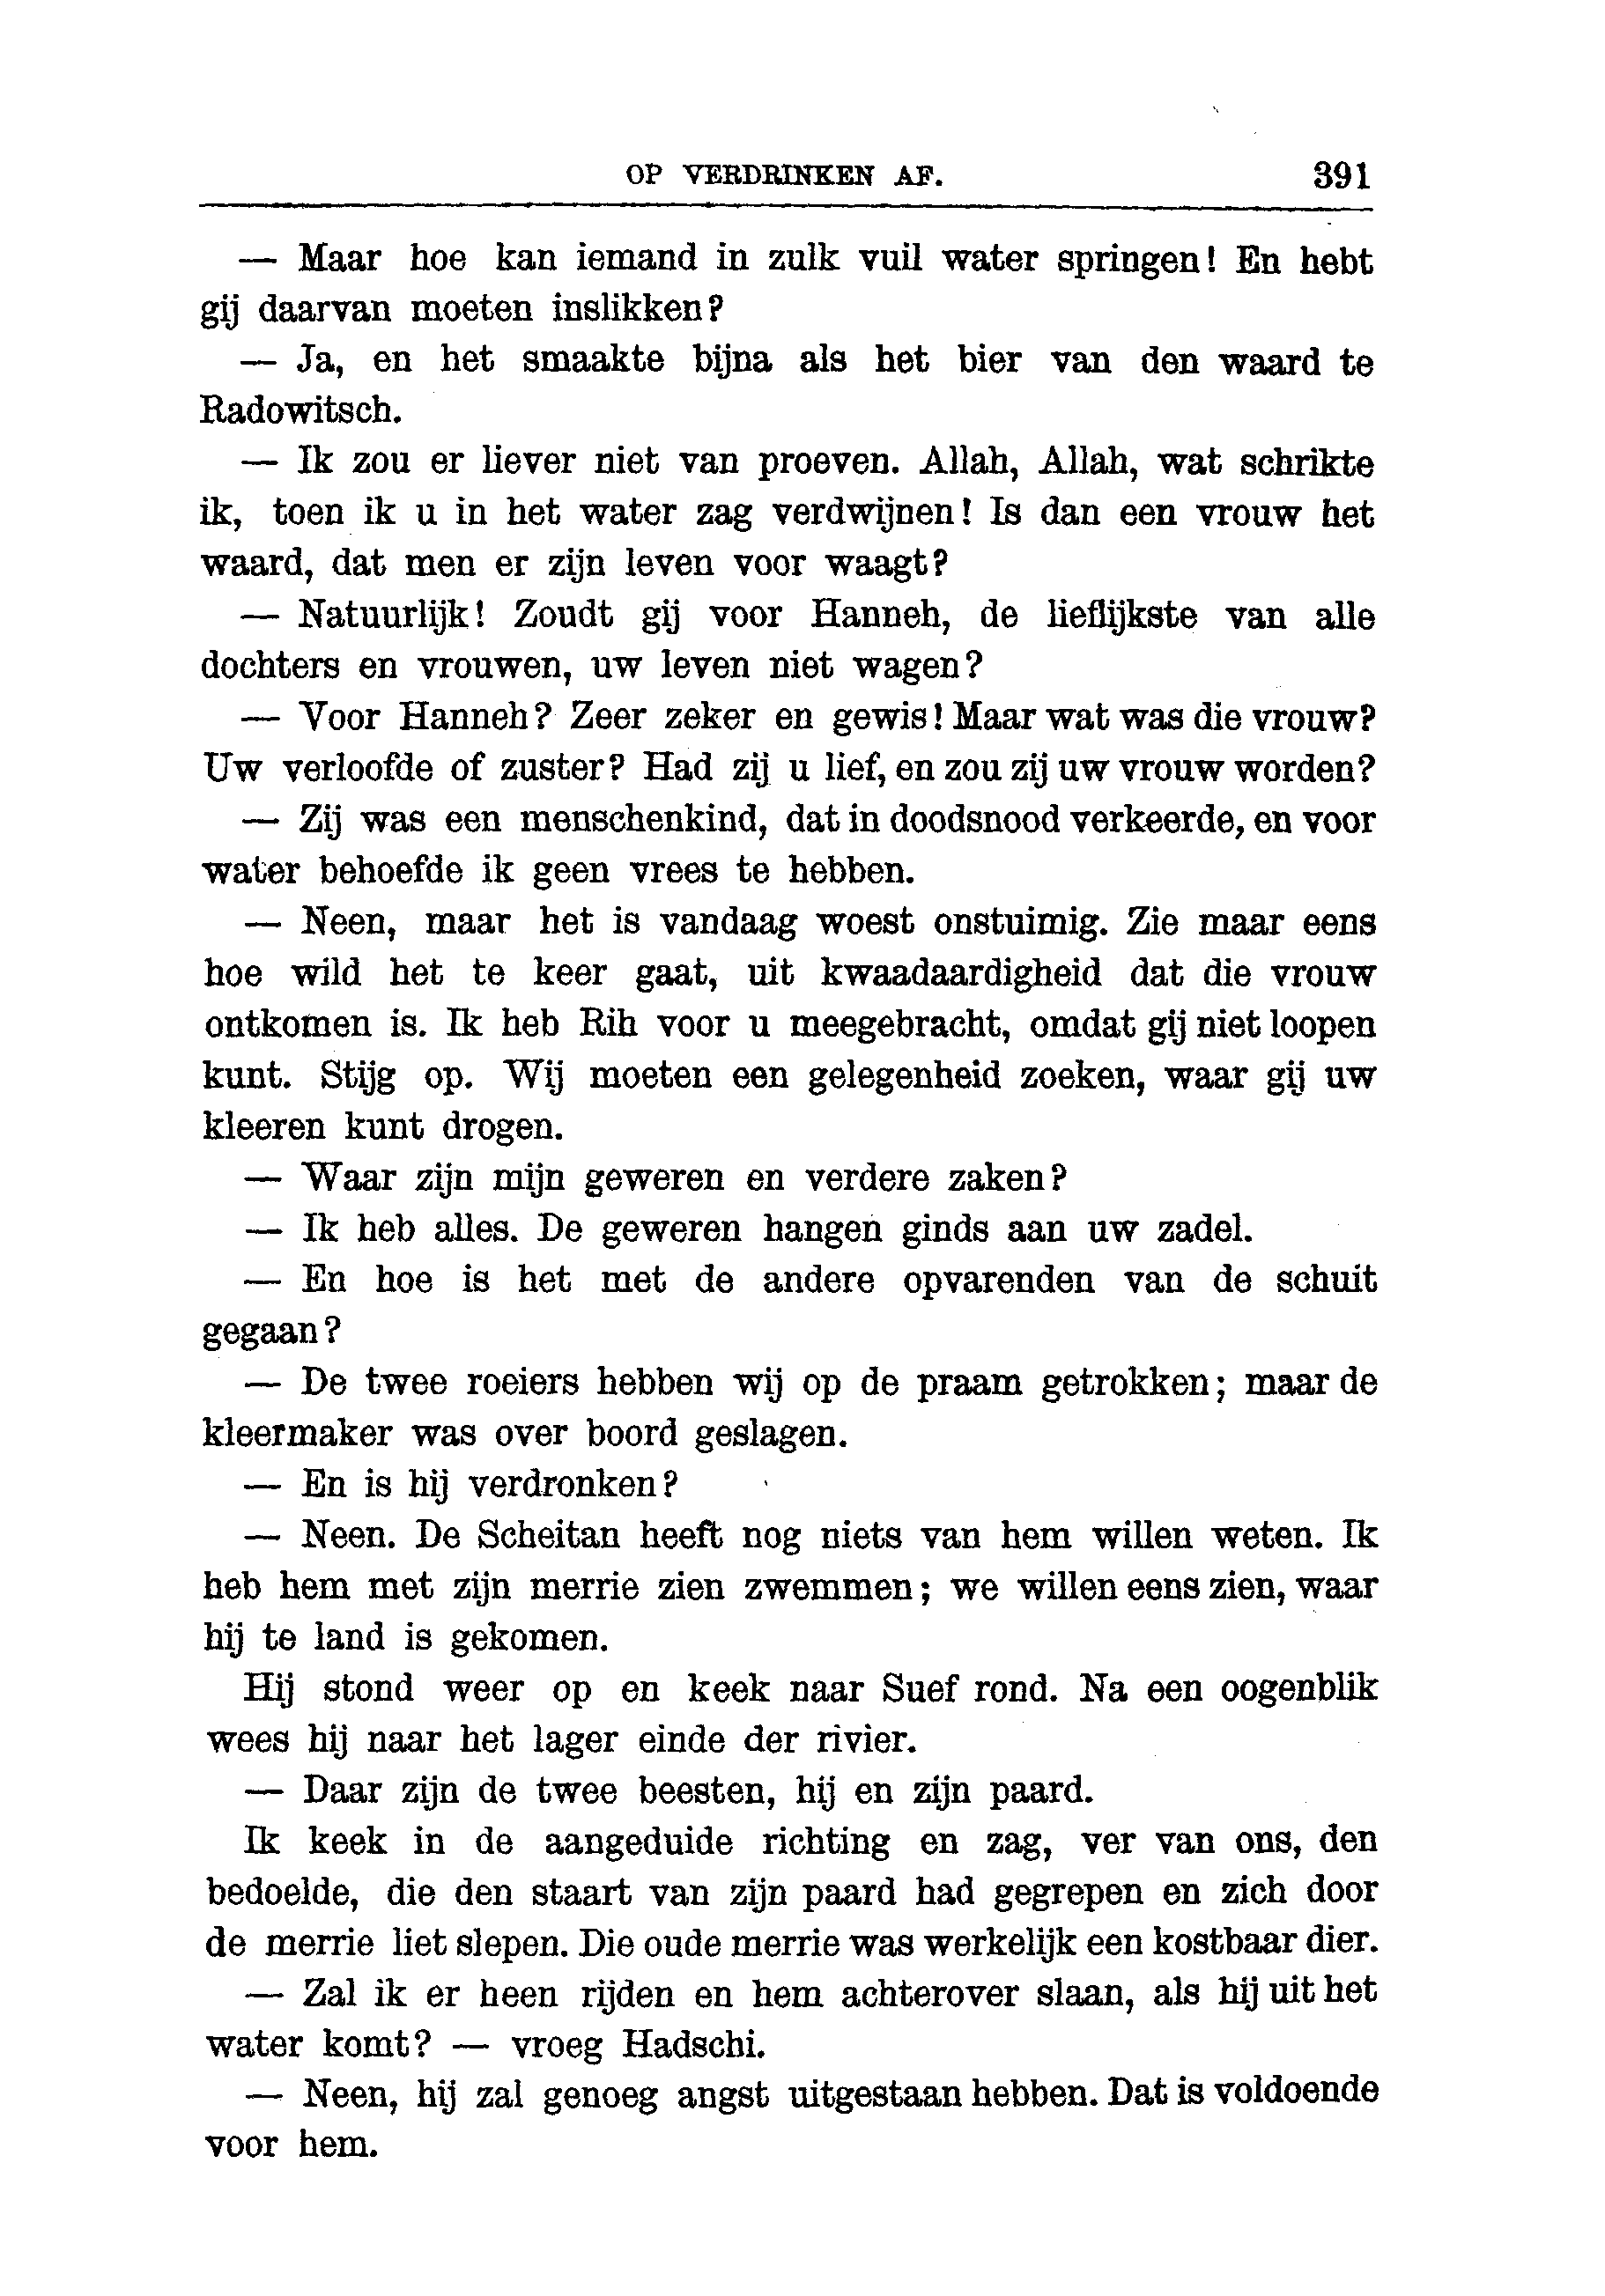 OP VERDRINKEN AF. 391
— Maar hoe kan iemand in zulk vuil water springen! En hebt
gij daarvan moeten inslikken?
— Ja, en het smaakte bijna als het bier van den waard te
Radowitsch.
— Ik zou er liever niet van proeven. Allah, Allah, wat schrikte
ik, toen ik u in het water zag verdwijnen! Is dan een vrouw het
waard, dat men er zijn leven voor waagt?
— Natuurlijk! Zoudt gij voor Hanneh, de lieflijkste van alle
dochters en vrouwen, uw leven niet wagen?
— Voor Hanneh? Zeer zeker en gewis! Maar wat was die vrouw?
Uw verloofde of zuster? Had zij u lief, en zou zij uw vrouw worden?
— Zij was een menschenkind, dat in doodsnood verkeerde, en voor
water behoefde ik geen vrees te hebben.
— Neen, maar het is vandaag woest onstuimig. Zie maar eens
hoe wild het te keer gaat, uit kwaadaardigheid dat die vrouw
ontkomen is. Ik heb Rih voor u meegebracht, omdat gij niet loopen
kunt. Stijg op. Wij moeten een gelegenheid zoeken, waar gij uw
kleeren kunt drogen.
— Waar zijn mijn geweren en verdere zaken?
— Ik heb alles. De geweren hangen ginds aan uw zadel.
— En hoe is het met de andere opvarenden van de schuit
gegaan?
— De twee roeiers hebben wij op de praam getrokken; maar de
kleermaker was over boord geslagen.
— En is hij verdronken?
— Neen. De Scheitan heeft nog niets van hem willen weten. Ik
heb hem met zijn merrie zien zwemmen; we willen eens zien, waar
hij te land is gekomen.
Hij stond weer op en keek naar Suef rond. Na een oogenblik
wees hij naar het lager einde der rivier.
— Daar zijn de twee beesten, hij en zijn paard.
Ik keek in de aangeduide richting en zag, ver van ons, den
bedoelde, die den staart van zijn paard had gegrepen en zich door
de merrie liet slepen. Die oude merrie was werkelijk een kostbaar dier.
— Zal ik er heen rijden en hem achterover slaan, als hij uit het
water komt? — vroeg Hadschi.
— Neen, hij zal genoeg angst uitgestaan hebben. Dat is voldoende
voor hem.